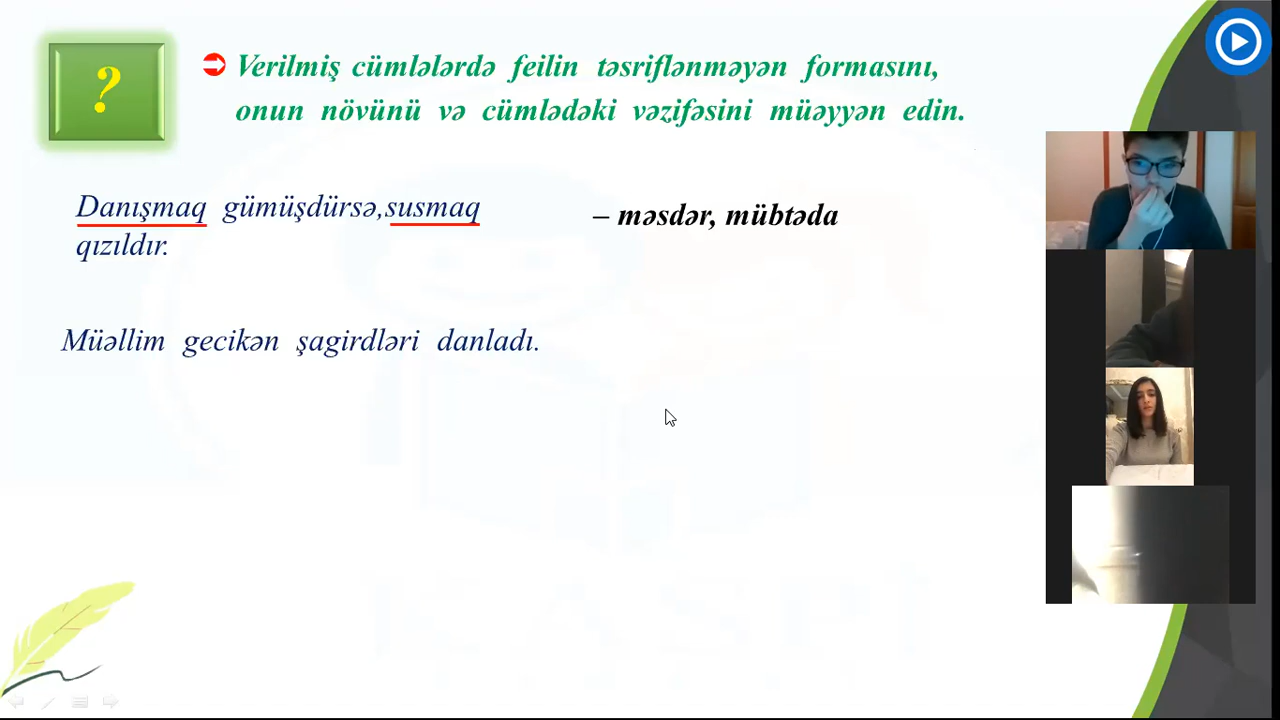 ?
Verilmiş cümlələrdə feilin təsriflənməyən formasını,
onun növünü və cümlədəki vəzifəsini müəyyən edin.
Danışmaq gümüşdürsə,susmaq
qızıldır.
– məsdər, mübtəda
Müəllim gecikən şagirdləri danladı.